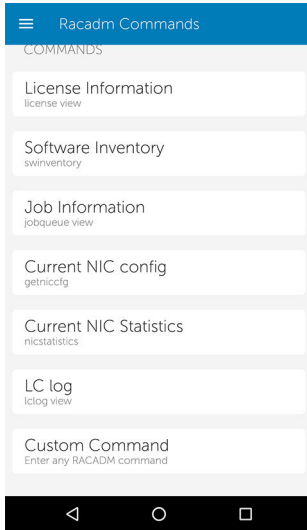 Racadm Commands
COMMANDS
License Information
license view
Software Inventory
swinventory
Job Information
jobqueue view
Current NIC config
getniccfg
Current NIC Statistics
nicstatistics
LC log
lclog view
Custom Command
Enter any RACADM command